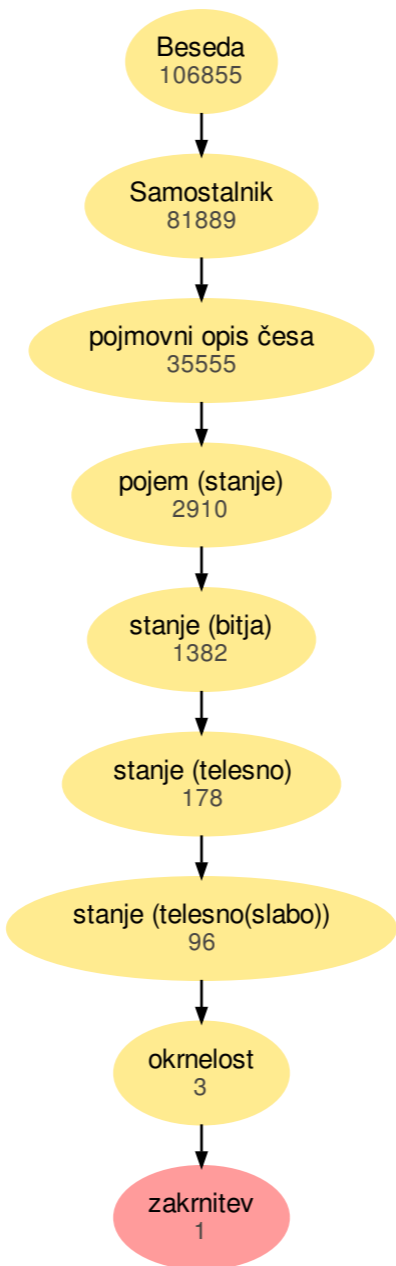 Beseda
106855
Samostalnik
81889
pojmovni opis česa
35555
pojem (stanje)
2910
stanje (bitja)
1382
stanje (telesno)
178
stanje (telesno(slabo))
96
okrnelost
3
zakrnitev
1